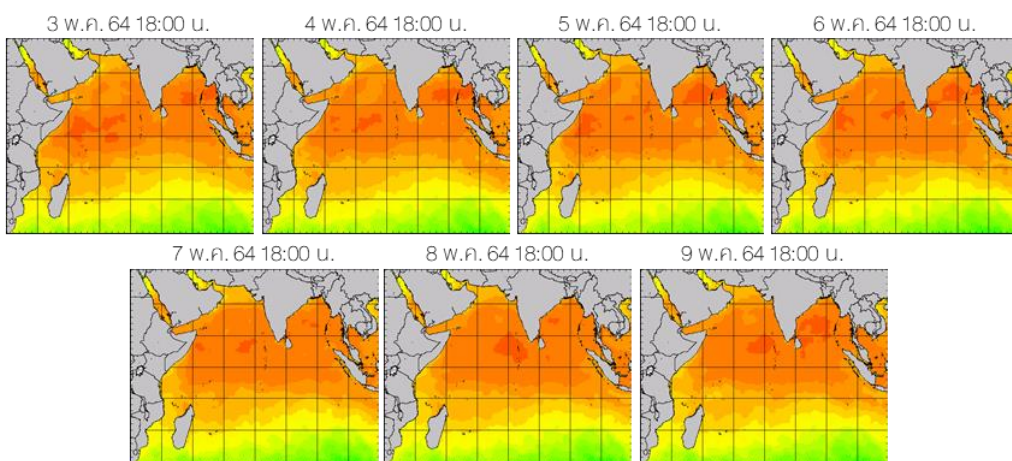 3 พ.ค. 64 18:00 น.
4 พ.ค. 64 18:00 น.
5 พ.ค. 64 18:00 น.
6 พ.ค. 64 18:00 น.
7 พ.ค. 64 18:00 น.
8 พ.ค. 64 18:00 น.
9 พ.ค. 64 18:00 น.